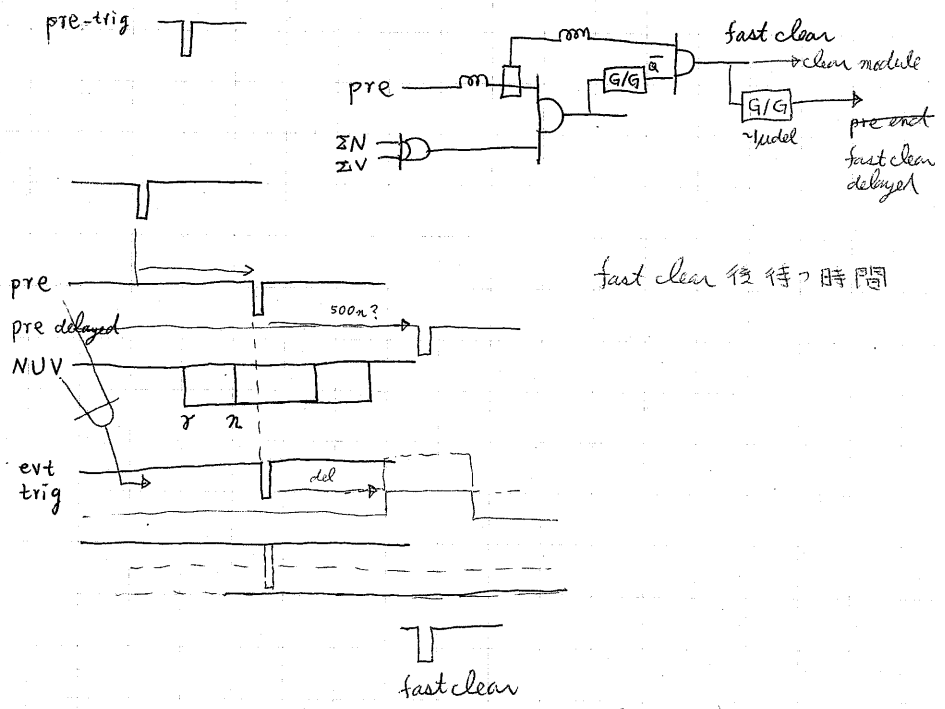 pre-trig
fast clear
→ clear module
pre
G/G
Q̅
G/G
~1μdel
pre end
fast clear
delayed
ΣN
ΣV
pre
fast clear 後待つ時間
pre delayed
500n?
NUV
γ
n
evt
trig
del
fast clear